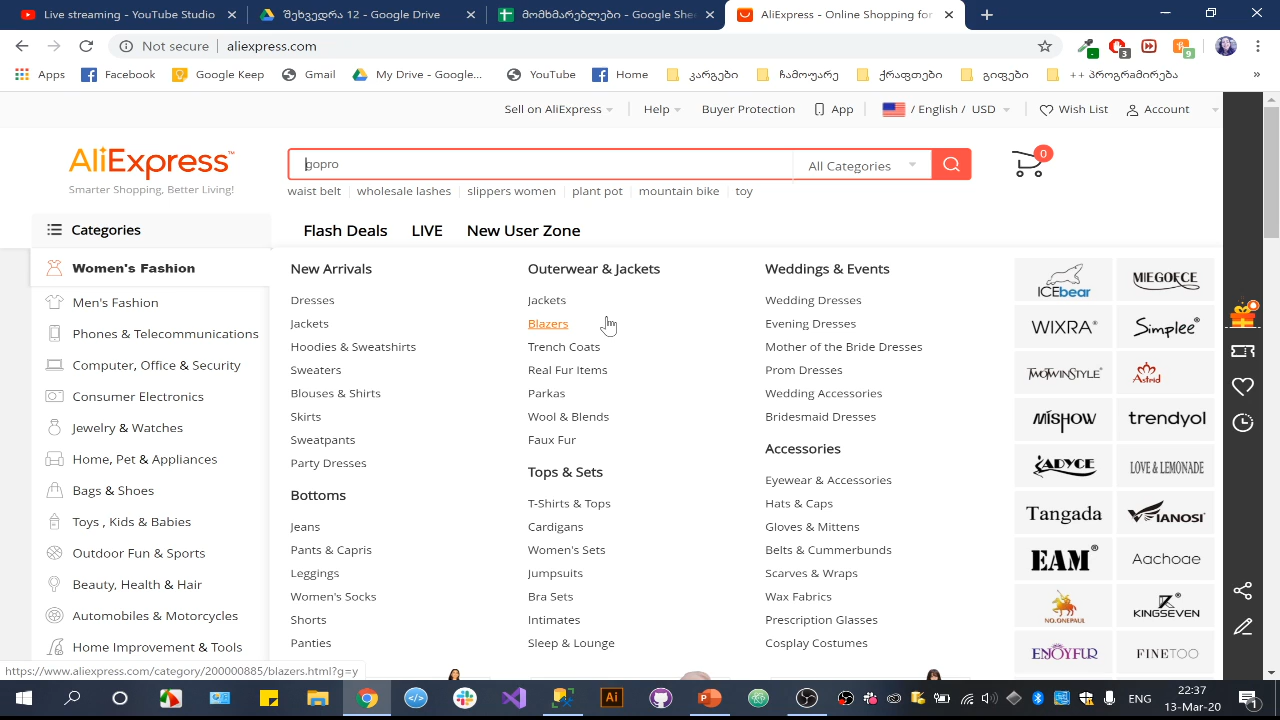 Live streaming - YouTube Studio
შეხვედრა 12 - Google Drive
მომხმარებლები - Google She
AliExpress - Online Shopping for
Not secure | aliexpress.com
3
9
Apps Facebook Google Keep Gmail My Drive - Google... YouTube Home კარგები ჩამოუარე ქრაფთები გიფები ++ პროგრამირება »
Sell on AliExpress Help Buyer Protection App / English / USD Wish List Account
AliExpress
Smarter Shopping, Better Living!
gopro All Categories 0
waist belt wholesale lashes slippers women plant pot mountain bike toy
Categories Flash Deals LIVE New User Zone
Women's Fashion
Men's Fashion
Phones & Telecommunications
Computer, Office & Security
Consumer Electronics
Jewelry & Watches
Home, Pet & Appliances
Bags & Shoes
Toys , Kids & Babies
Outdoor Fun & Sports
Beauty, Health & Hair
Automobiles & Motorcycles
Home Improvement & Tools
New Arrivals
Dresses
Jackets
Hoodies & Sweatshirts
Sweaters
Blouses & Shirts
Skirts
Sweatpants
Party Dresses
Bottoms
Jeans
Pants & Capris
Leggings
Women's Socks
Shorts
Panties
Outerwear & Jackets
Jackets
Blazers
Trench Coats
Real Fur Items
Parkas
Wool & Blends
Faux Fur
Tops & Sets
T-Shirts & Tops
Cardigans
Women's Sets
Jumpsuits
Bra Sets
Intimates
Sleep & Lounge
Weddings & Events
Wedding Dresses
Evening Dresses
Mother of the Bride Dresses
Prom Dresses
Wedding Accessories
Bridesmaid Dresses
Accessories
Eyewear & Accessories
Hats & Caps
Gloves & Mittens
Belts & Cummerbunds
Scarves & Wraps
Wax Fabrics
Prescription Glasses
Cosplay Costumes
ICEbear MIEGOFCE
WIXRA® Simplee®
TWOTWINSTYLE® Astrid
MISHOW trendyol
JADYCE LOVE & LEMONADE
Tangada VIANOSI®
EAM® Aachoae
NO.ONEPAUL KINGSEVEN
ENJOYFUR FINETOO
https://www.aliexpress.com/category/200000885/blazers.html?g=y
Ai
ENG
22:37
13-Mar-20
1